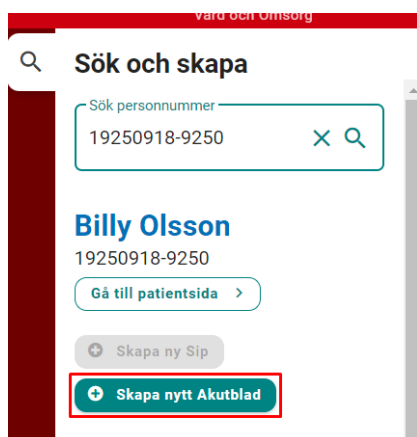 Vård och Omsorg
Sök och skapa
Sök personnummer
19250918-9250
Billy Olsson
19250918-9250
Gå till patientsida
Skapa ny Sip
Skapa nytt Akutblad